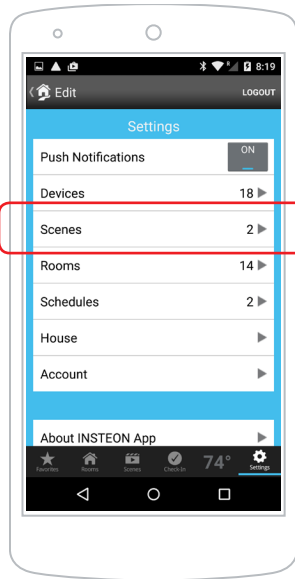 8:19
Edit LOGOUT
Settings
Push Notifications ON
Devices 18
Scenes 2
Rooms 14
Schedules 2
House
Account
About INSTEON App
Favorites Rooms Scenes Check-In 74° Settings